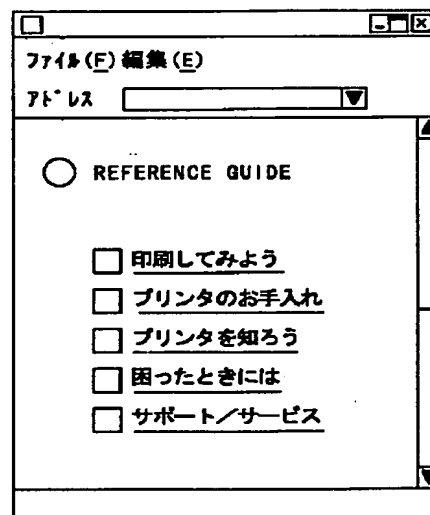 ファイル(F) 編集(E)
アドレス
REFERENCE GUIDE
印刷してみよう
プリンタのお手入れ
プリンタを知ろう
困ったときには
サポート/サービス